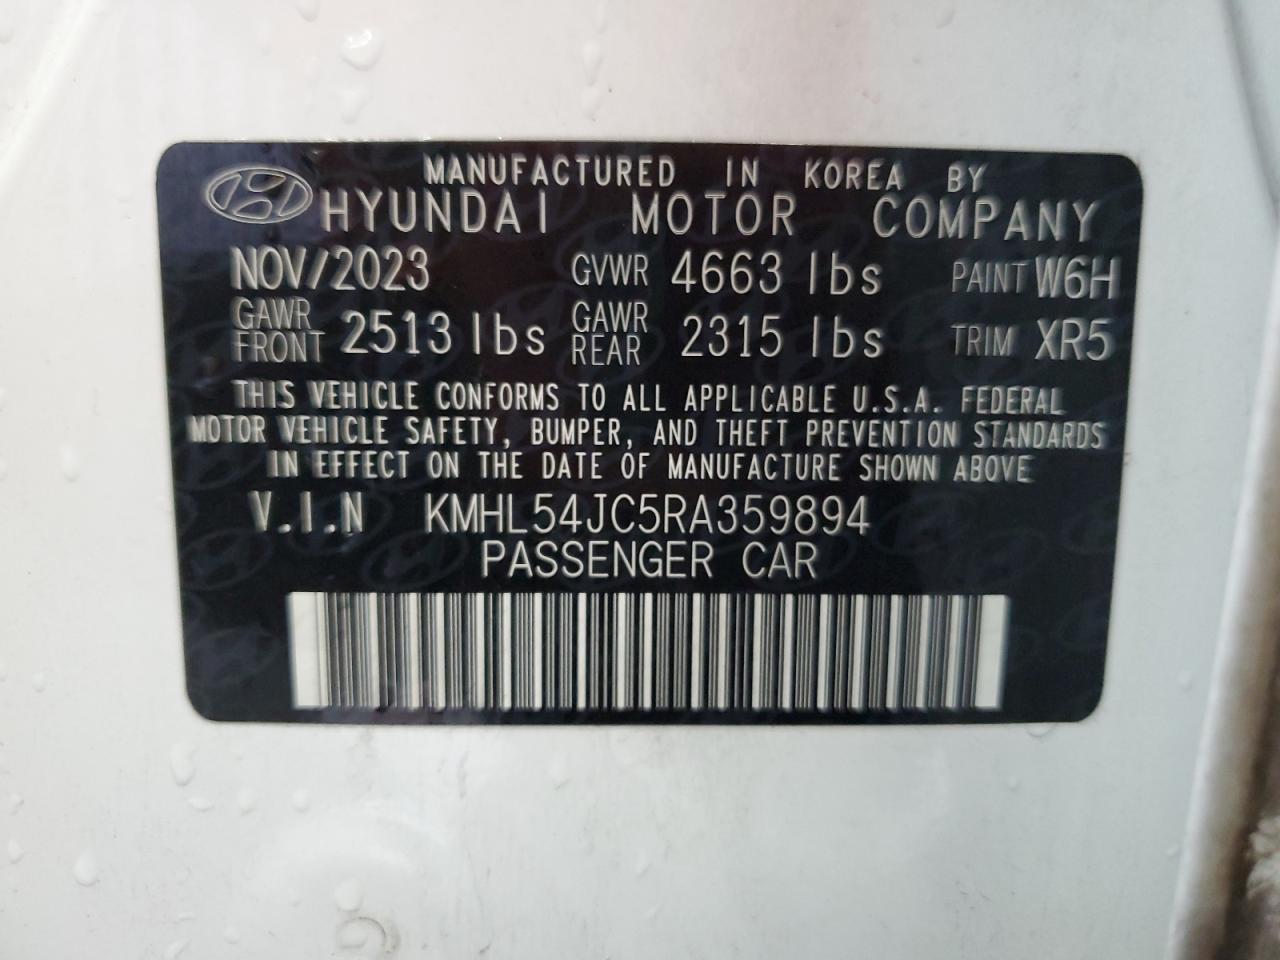 MANUFACTURED IN KOREA BY
HYUNDAI MOTOR COMPANY
NOV/2023 GVWR 4663 lbs PAINT W6H
GAWR FRONT 2513 lbs GAWR REAR 2315 lbs TRIM XR5
THIS VEHICLE CONFORMS TO ALL APPLICABLE U.S.A. FEDERAL
MOTOR VEHICLE SAFETY, BUMPER, AND THEFT PREVENTION STANDARDS
IN EFFECT ON THE DATE OF MANUFACTURE SHOWN ABOVE
V.I.N KMHL54JC5RA359894
PASSENGER CAR